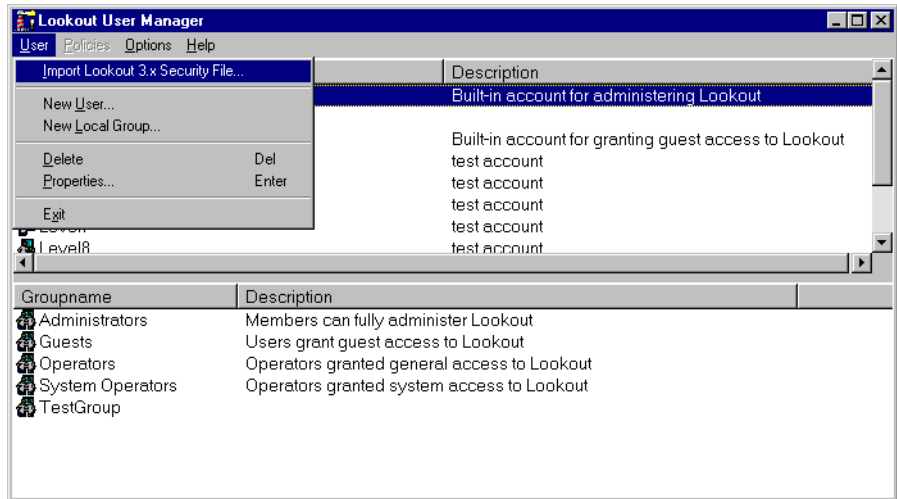 Lookout User Manager
User Policies Options Help
Import Lookout 3.x Security File...
New User...
New Local Group...
Delete Del
Properties... Enter
Exit
Description
Built-in account for administering Lookout
Built-in account for granting guest access to Lookout
test account
test account
test account
test account
Level8 test account
Groupname Description
Administrators Members can fully administer Lookout
Guests Users grant guest access to Lookout
Operators Operators granted general access to Lookout
System Operators Operators granted system access to Lookout
TestGroup